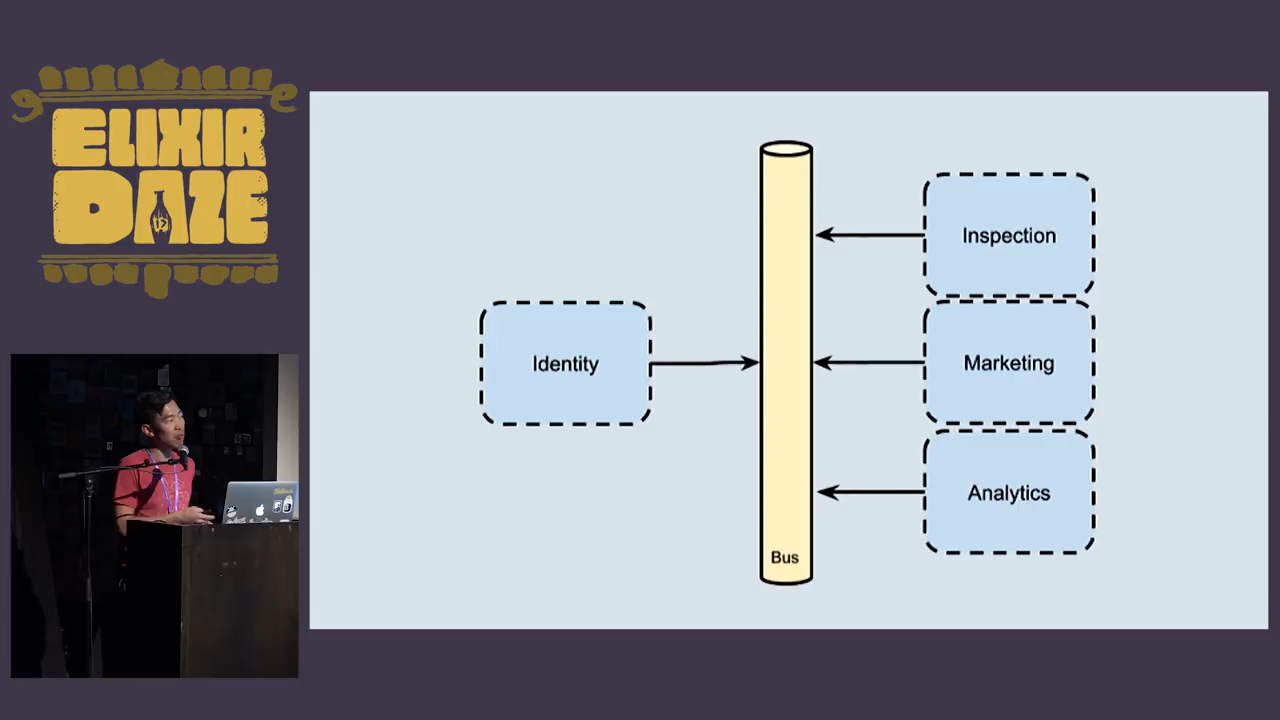 ELIXIR
DAZE
Identity
Bus
Inspection
Marketing
Analytics